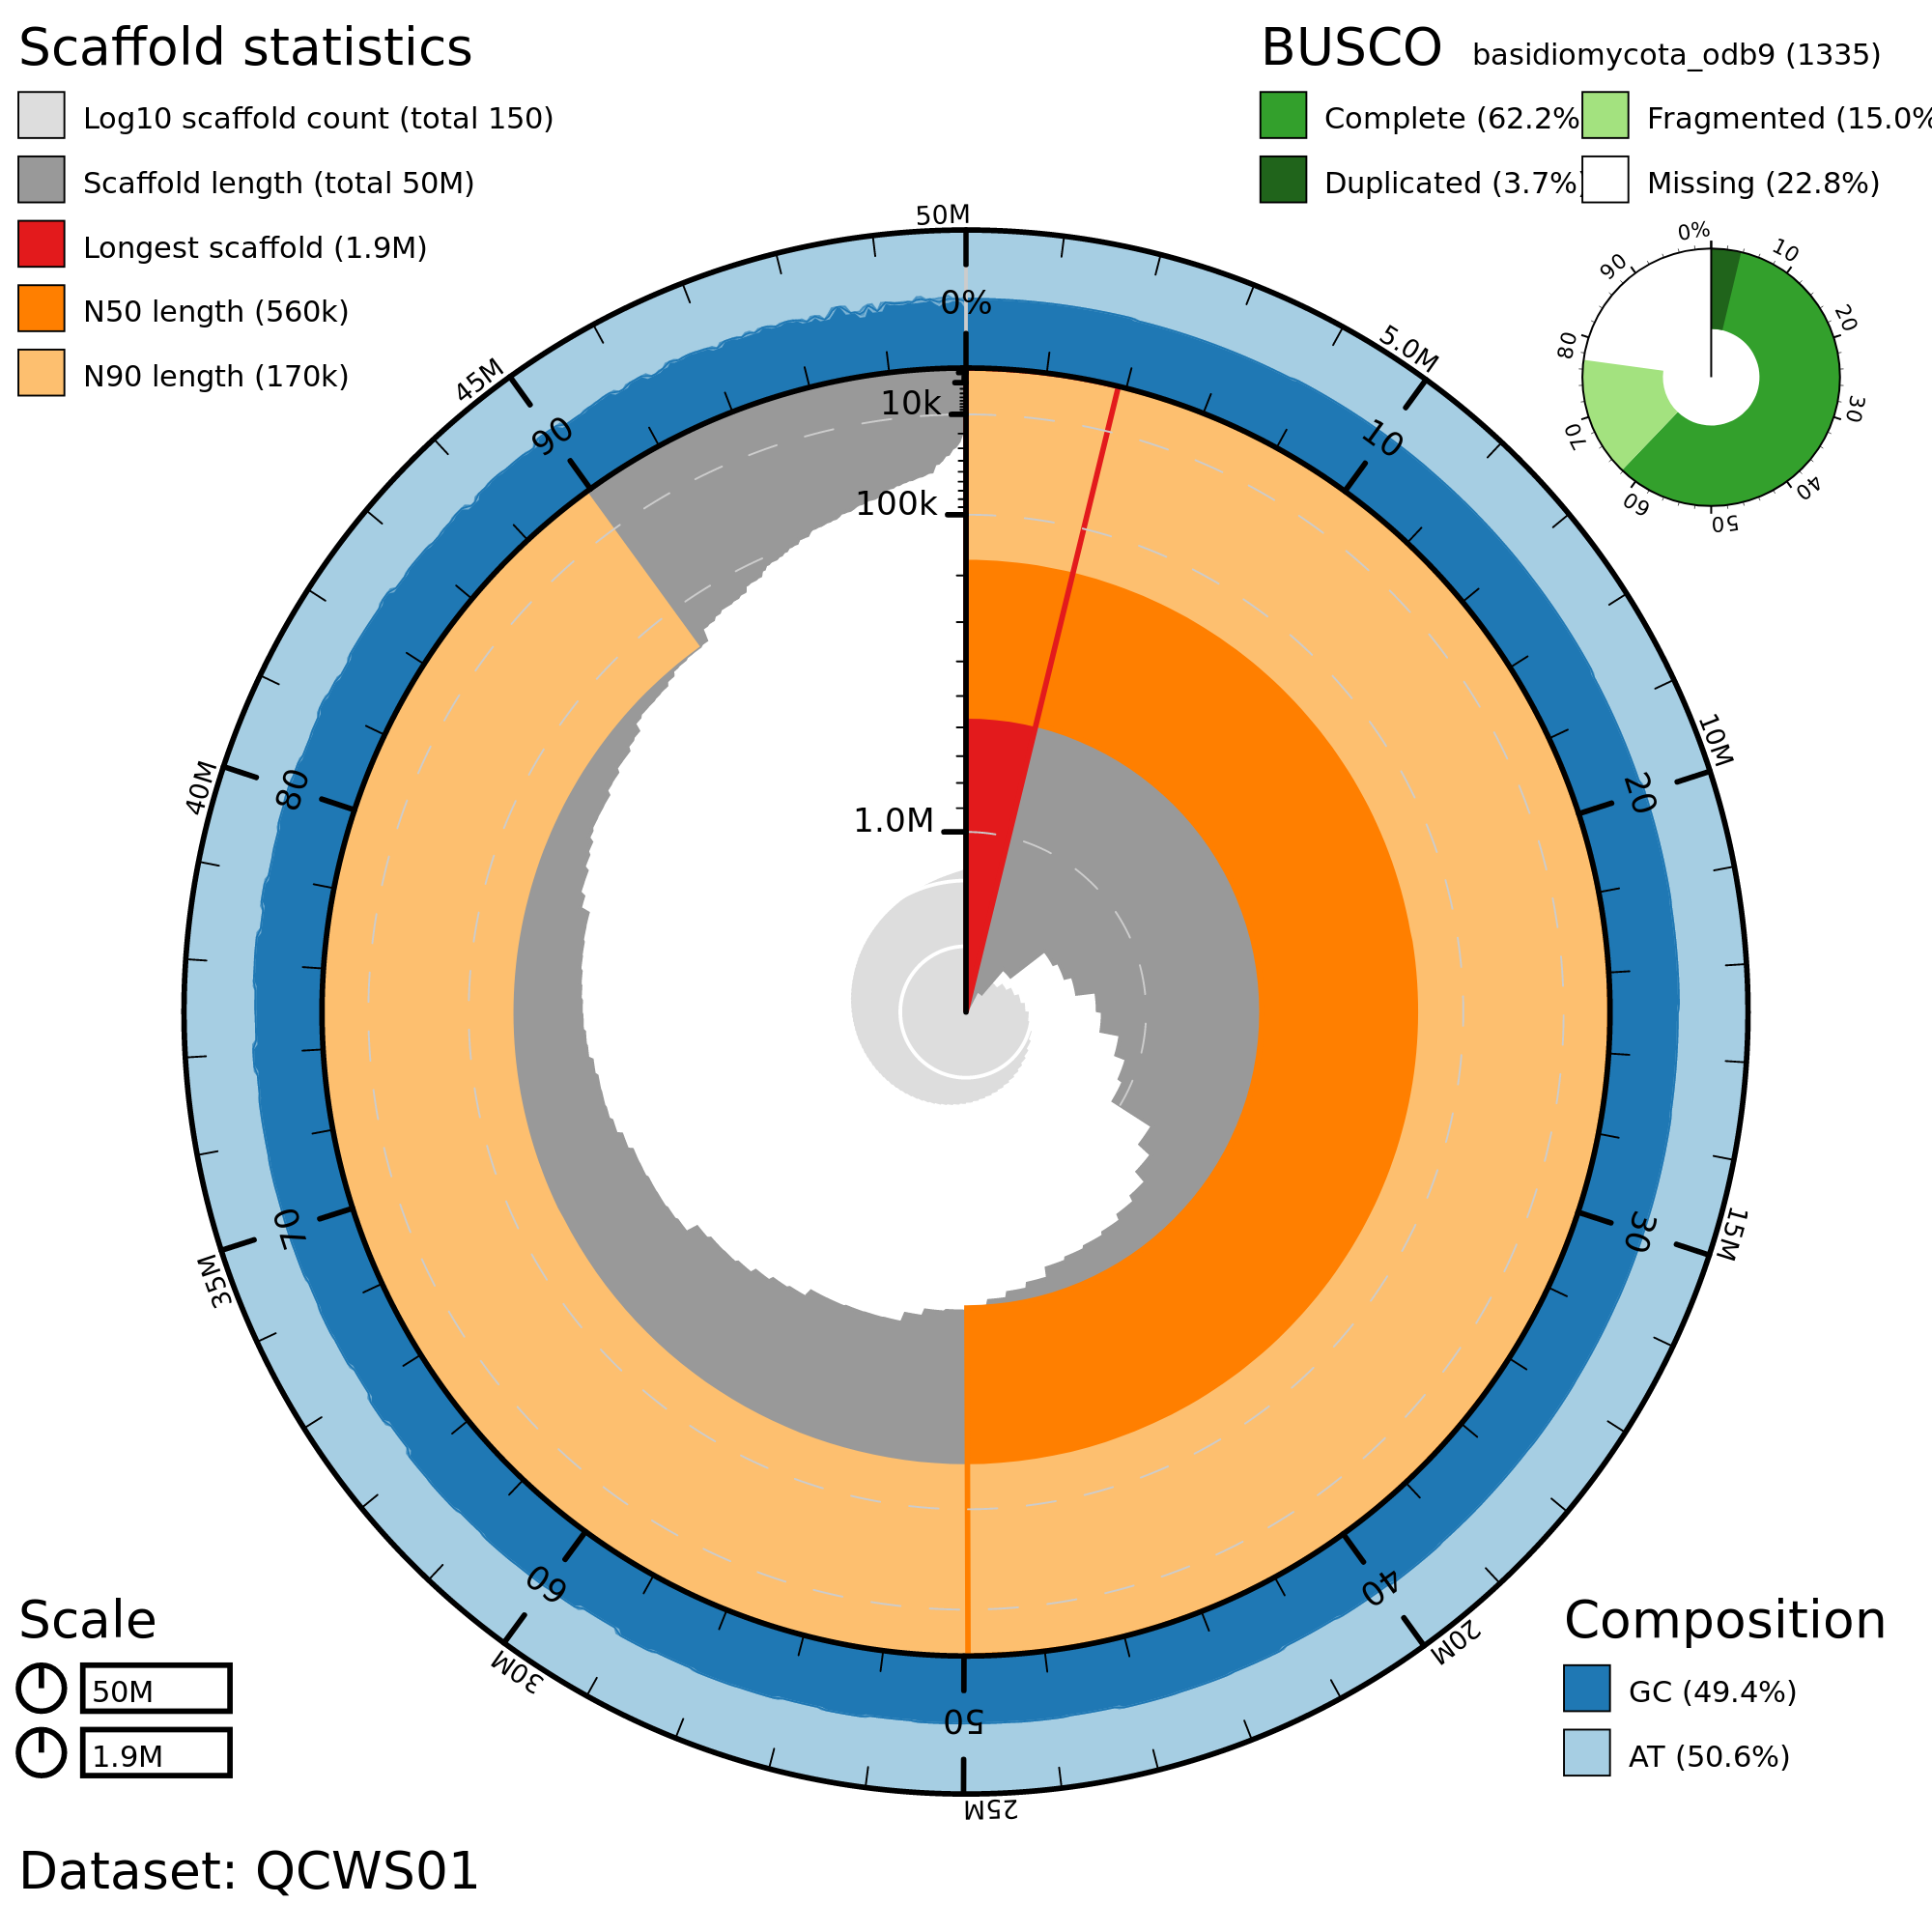 Scaffold statistics
Log10 scaffold count (total 150)
Scaffold length (total 50M)
Longest scaffold (1.9M)
N50 length (560k)
N90 length (170k)
BUSCO basidiomycota_odb9 (1335)
Complete (62.2% Fragmented (15.0%
Duplicated (3.7%) Missing (22.8%)
0%
10
20
30
40
50
60
70
80
90
50M
5.0M
10M
15M
20M
25M
30M
35M
40M
45M
0%
10
20
30
40
50
60
70
80
90
10k
100k
1.0M
Scale
50M
1.9M
Composition
GC (49.4%)
AT (50.6%)
Dataset: QCWS01